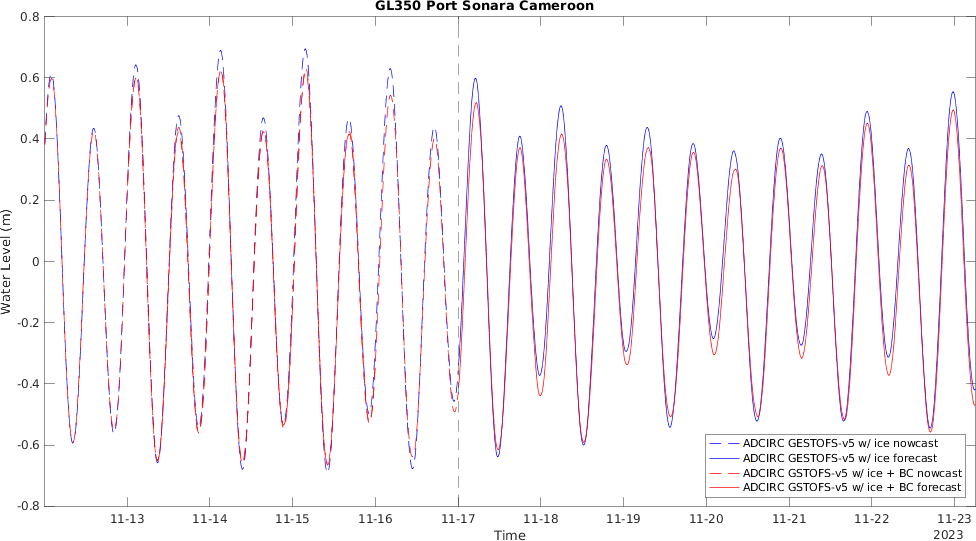 GL350 Port Sonara Cameroon
0.8
0.6
0.4
0.2
0
-0.2
-0.4
-0.6
-0.8
Water Level (m)
ADCIRC GESTOFS-v5 w/ ice nowcast
ADCIRC GESTOFS-v5 w/ ice forecast
ADCIRC GSTOFS-v5 w/ ice + BC nowcast
ADCIRC GSTOFS-v5 w/ ice + BC forecast
11-13 11-14 11-15 11-16 11-17 11-18 11-19 11-20 11-21 11-22 11-23
Time
2023